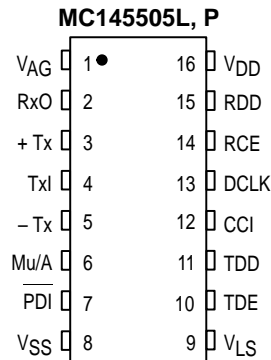 MC145505L, P
VAG 1 16 VDD
RxO 2 15 RDD
+ Tx 3 14 RCE
TxI 4 13 DCLK
– Tx 5 12 CCI
Mu/A 6 11 TDD
PDI 7 10 TDE
VSS 8 9 VLS